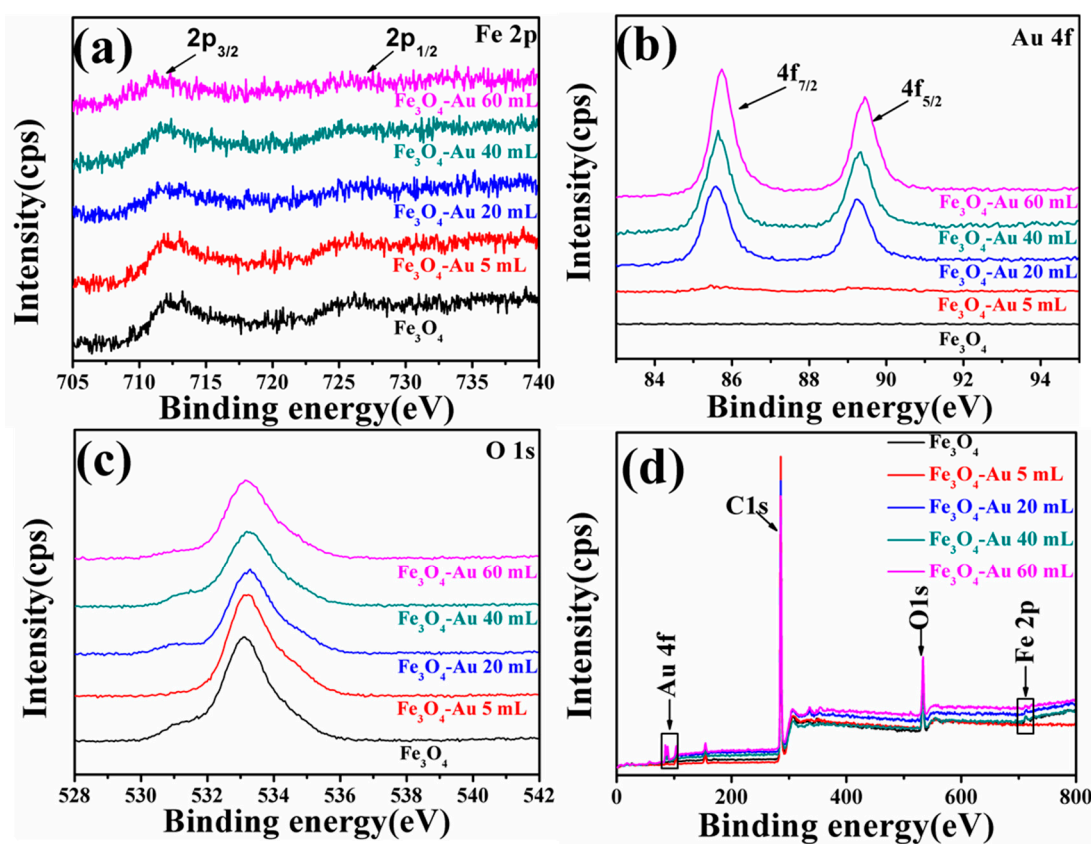 (a)
2p3/2
2p1/2
Fe 2p
Fe3O4-Au 60 mL
Fe3O4-Au 40 mL
Fe3O4-Au 20 mL
Fe3O4-Au 5 mL
Fe3O4
Intensity(cps)
705 710 715 720 725 730 735 740
Binding energy(eV)
(b)
Au 4f
4f7/2
4f5/2
Fe3O4-Au 60 mL
Fe3O4-Au 40 mL
Fe3O4-Au 20 mL
Fe3O4-Au 5 mL
Fe3O4
Intensity(cps)
84 86 88 90 92 94
Binding energy(eV)
(c)
O 1s
Fe3O4-Au 60 mL
Fe3O4-Au 40 mL
Fe3O4-Au 20 mL
Fe3O4-Au 5 mL
Fe3O4
Intensity(cps)
528 530 532 534 536 538 540 542
Binding energy(eV)
(d)
Fe3O4
Fe3O4-Au 5 mL
Fe3O4-Au 20 mL
Fe3O4-Au 40 mL
Fe3O4-Au 60 mL
C1s
Au 4f
O1s
Fe 2p
Intensity(cps)
0 200 400 600 800
Binding energy(eV)